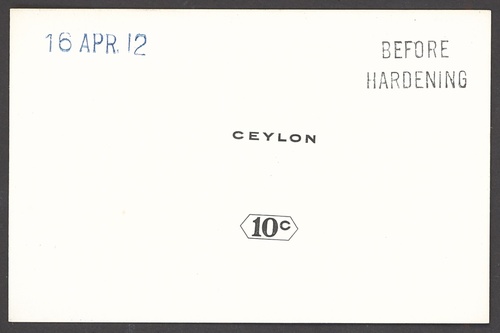 16 APR. 12
BEFORE
HARDENING
CEYLON
10c